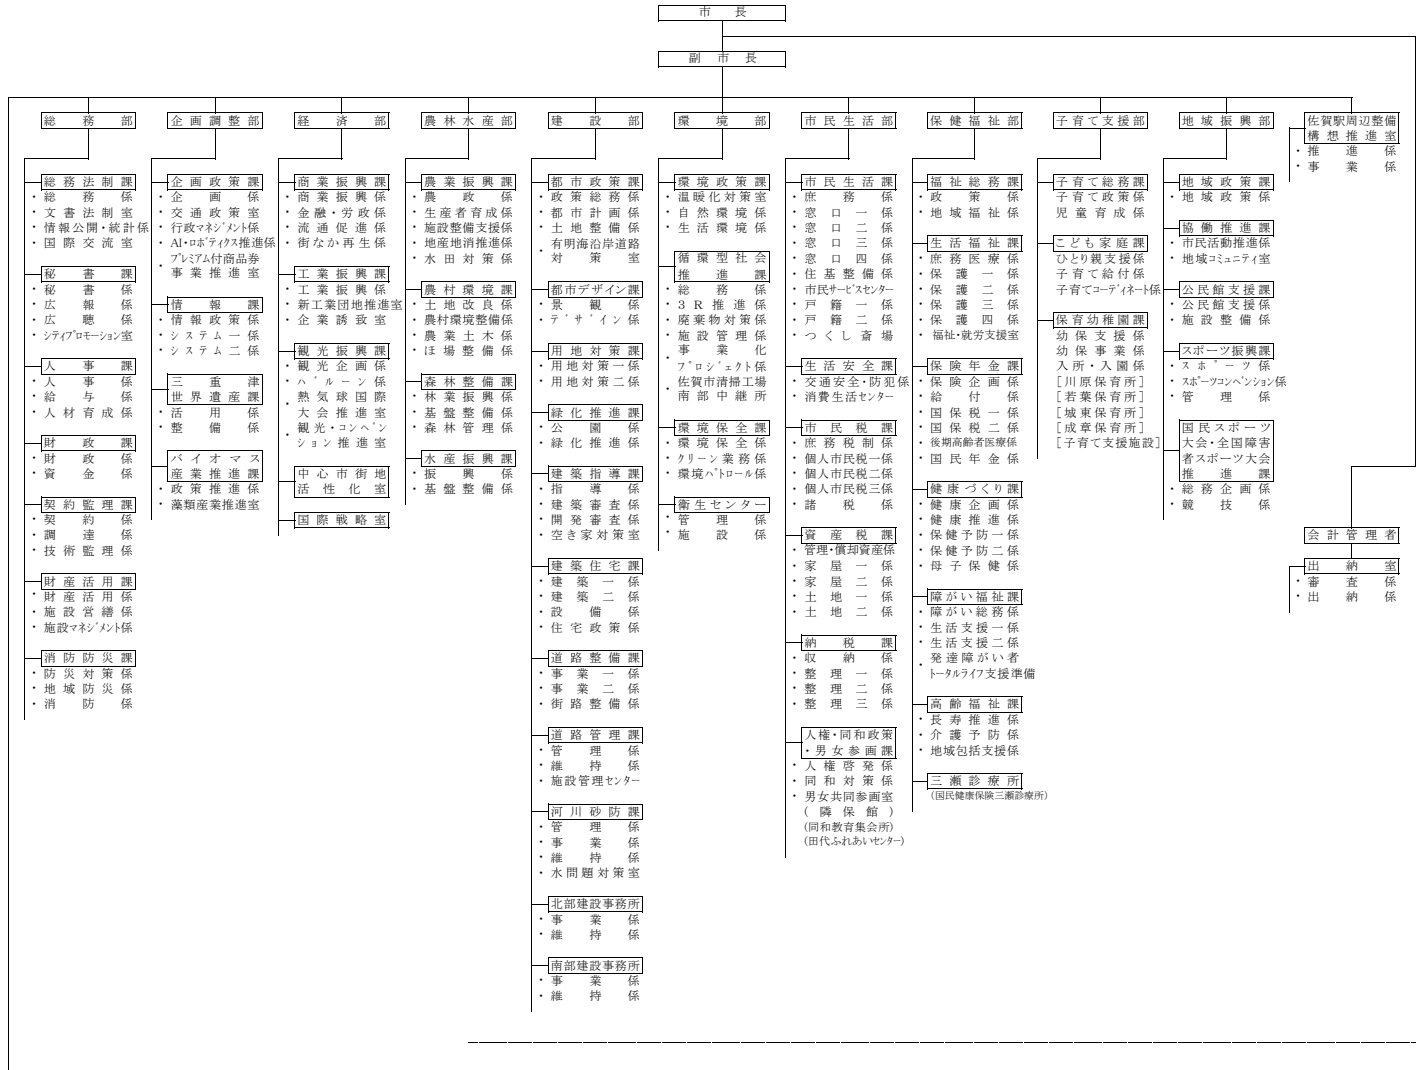 市長
副市長
総務部
総務法制課
・総務係
・文書法制室
・情報公開・統計係
・国際交流室
秘書課
・秘書係
・広報係
・広聴係
・シティプロモーション室
人事課
・人事係
・給与係
・人材育成係
財政課
・財政係
・資金係
契約監理課
・契約係
・調達係
・技術監理係
財産活用課
・財産活用係
・施設営繕係
・施設マネジメント係
消防防災課
・防災対策係
・地域防災係
・消防係
企画調整部
企画政策課
・企画係
・交通政策室
・行政マネジメント係
・AI・ロボティクス推進係
・プレミアム付商品券
事業推進室
情報課
・情報政策係
・システム一係
・システム二係
三重津
世界遺産課
・活用係
・整備係
バイオマス
産業推進課
・政策推進係
・藻類産業推進室
経済部
商業振興課
・商業振興係
・金融・労政係
・流通促進係
・街なか再生係
工業振興課
・工業振興係
・新工業団地推進室
・企業誘致室
観光振興課
・観光企画係
・バルーン係
・熱気球国際
大会推進室
・観光・コンベン
ション推進室
中心市街地
活性化室
国際戦略室
農林水産部
農業振興課
・農政係
・生産者育成係
・施設整備支援係
・地産地消推進係
・水田対策係
農村環境課
・土地改良係
・農村環境整備係
・農業土木係
・ほ場整備係
森林整備課
・林業振興係
・基盤整備係
・森林管理係
水産振興課
・振興係
・基盤整備係
建設部
都市政策課
・政策総務係
・都市計画係
・土地整備係
・有明海沿岸道路
対策室
都市デザイン課
・景観係
・デザイン係
用地対策課
・用地対策一係
・用地対策二係
緑化推進課
・公園係
・緑化推進係
建築指導課
・指導係
・建築審査係
・開発審査係
・空き家対策室
建築住宅課
・建築一係
・建築二係
・設備係
・住宅政策係
道路整備課
・事業一係
・事業二係
・街路整備係
道路管理課
・管理係
・維持係
・施設管理センター
河川砂防課
・管理係
・事業係
・維持係
・水問題対策室
北部建設事務所
・事業係
・維持係
南部建設事務所
・事業係
・維持係
環境部
環境政策課
・温暖化対策室
・自然環境係
・生活環境係
循環型社会
推進課
・総務係
・3R推進係
・廃棄物対策係
・施設管理係
・事業化
プロジェクト係
・佐賀市清掃工場
南部中継所
環境保全課
・環境保全係
・クリーン業務係
・環境パトロール係
衛生センター
・管理係
・施設係
市民生活部
市民生活課
・庶務係
・窓口一係
・窓口二係
・窓口三係
・窓口四係
・住基整備係
・市民サービスセンター
・戸籍一係
・戸籍二係
・つくし斎場
生活安全課
・交通安全・防犯係
・消費生活センター
市民税課
・庶務税制係
・個人市民税一係
・個人市民税二係
・個人市民税三係
・諸税係
資産税課
・管理・償却資産係
・家屋一係
・家屋二係
・土地一係
・土地二係
納税課
・収納係
・整理一係
・整理二係
・整理三係
人権・同和政策
・男女参画課
・人権啓発係
・同和対策係
・男女共同参画室
(隣保館)
(同和教育集会所)
(田代ふれあいセンター)
保健福祉部
福祉総務課
・政策係
・地域福祉係
生活福祉課
・庶務医療係
・保護一係
・保護二係
・保護三係
・保護四係
・福祉・就労支援室
保険年金課
・保険企画係
・給付係
・国保税一係
・国保税二係
・後期高齢者医療係
・国民年金係
健康づくり課
・健康企画係
・健康推進係
・保健予防一係
・保健予防二係
・母子保健係
障がい福祉課
・障がい総務係
・生活支援一係
・生活支援二係
・発達障がい者
トータルライフ支援準備
高齢福祉課
・長寿推進係
・介護予防係
・地域包括支援係
三瀬診療所
(国民健康保険三瀬診療所)
子育て支援部
子育て総務課
子育て政策係
児童育成係
こども家庭課
ひとり親支援係
子育て給付係
子育てコーディネート係
保育幼稚園課
幼保支援係
幼保事業係
入所・入園係
[川原保育所]
[若葉保育所]
[城東保育所]
[成章保育所]
[子育て支援施設]
地域振興部
地域政策課
・地域政策係
協働推進課
・市民活動推進係
・地域コミュニティ室
公民館支援課
・公民館支援係
・施設整備係
スポーツ振興課
・スポーツ係
・スポーツコンベンション係
・管理係
国民スポーツ
大会・全国障害
者スポーツ大会
推進課
・総務企画係
・競技係
佐賀駅周辺整備
構想推進室
・推進係
・事業係
会計管理者
出納室
・審査係
・出納係